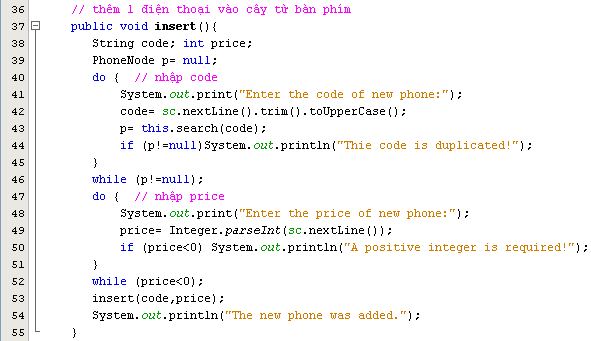 36 // thêm 1 điện thoại vào cây từ bàn phím
37 public void insert(){
38 String code; int price;
39 PhoneNode p= null;
40 do { // nhập code
41 System.out.print("Enter the code of new phone:");
42 code= sc.nextLine().trim().toUpperCase();
43 p= this.search(code);
44 if (p!=null)System.out.println("Thie code is duplicated!");
45 }
46 while (p!=null);
47 do { // nhập price
48 System.out.print("Enter the price of new phone:");
49 price= Integer.parseInt(sc.nextLine());
50 if (price<0) System.out.println("A positive integer is required!");
51 }
52 while (price<0);
53 insert(code,price);
54 System.out.println("The new phone was added.");
55 }